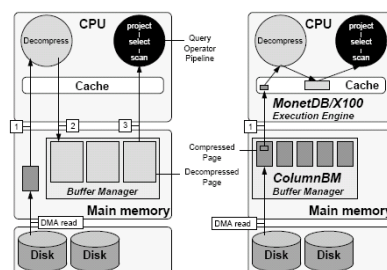 CPU
Decompress
project
select
scan
Query
Operator
Pipeline
Cache
1
2
3
Compressed
Page
Decompressed
Page
Buffer Manager
Main memory
DMA read
Disk
Disk
CPU
Decompress
project
select
scan
Cache
MonetDB/X100
Execution Engine
1
ColumnBM
Buffer Manager
Main memory
DMA read
Disk
Disk